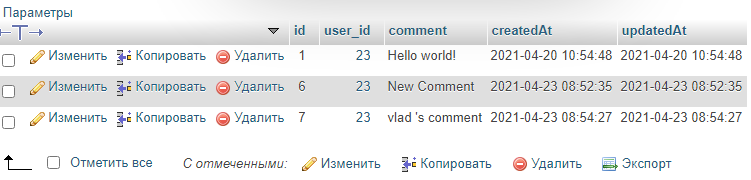 Параметры
←T→ id user_id comment createdAt updatedAt
Изменить Копировать Удалить 1 23 Hello world! 2021-04-20 10:54:48 2021-04-20 10:54:48
Изменить Копировать Удалить 6 23 New Comment 2021-04-23 08:52:35 2021-04-23 08:52:35
Изменить Копировать Удалить 7 23 vlad 's comment 2021-04-23 08:54:27 2021-04-23 08:54:27
Отметить все С отмеченными: Изменить Копировать Удалить Экспорт